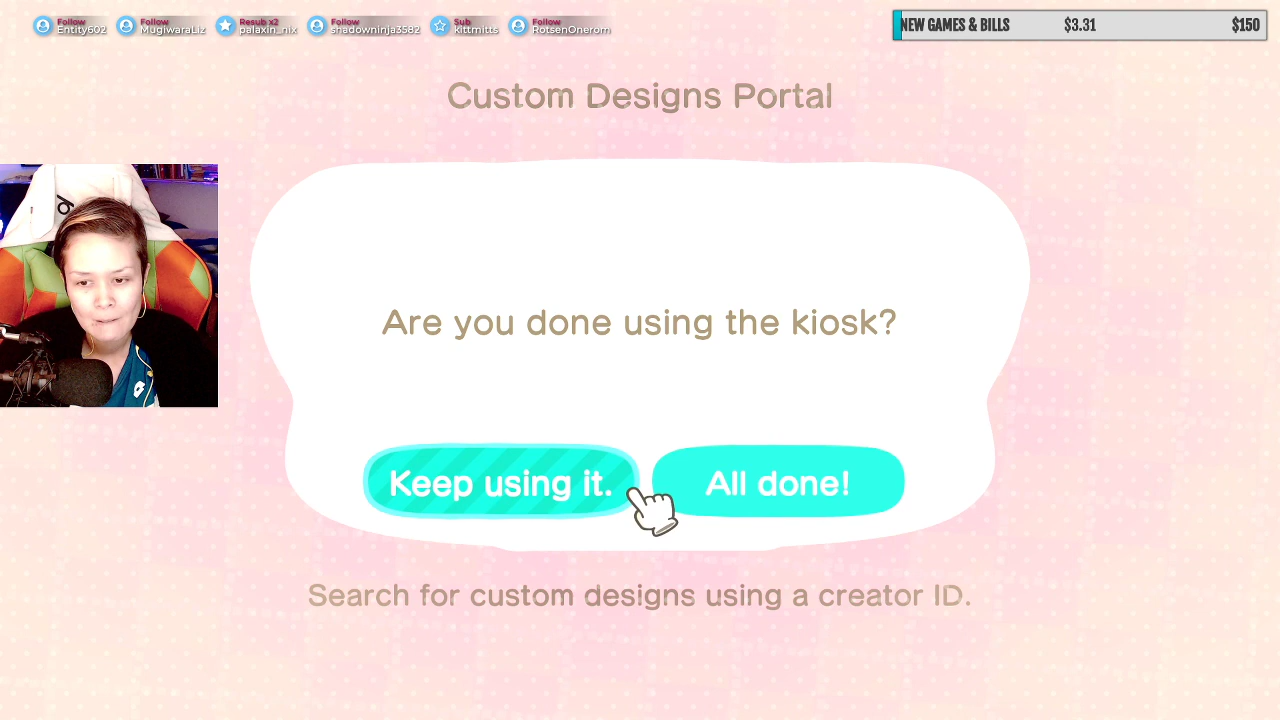 Follow Follow Resub x2 Follow Sub Follow
Entity602 MugiwaraLiz palaxin_nix shadowninja3582 kittmitts RotsenOnerom
NEW GAMES & BILLS $3.31 $150
Custom Designs Portal
Are you done using the kiosk?
Keep using it. All done!
Search for custom designs using a creator ID.